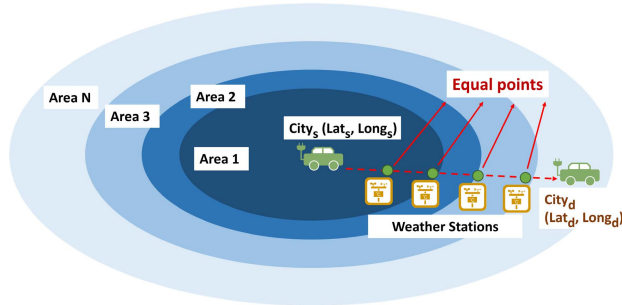 Equal points
Area N
Area 2
Area 3
City_s (Lat_s, Long_s)
Area 1
City_d
(Lat_d, Long_d)
Weather Stations